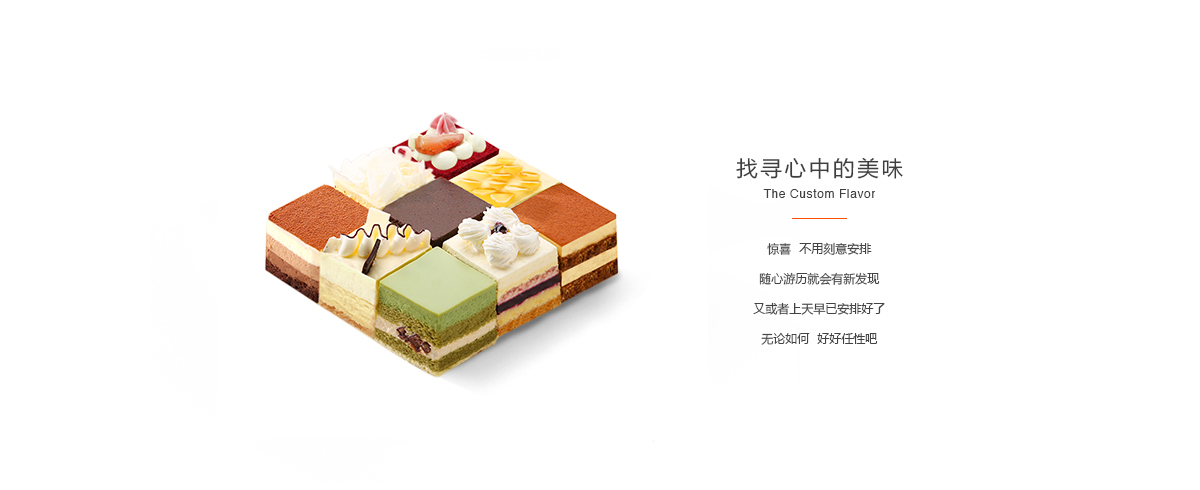 找寻心中的美味
The Custom Flavor
惊喜 不用刻意安排
随心游历就会有新发现
又或者上天早已安排好了
无论如何 好好任性吧